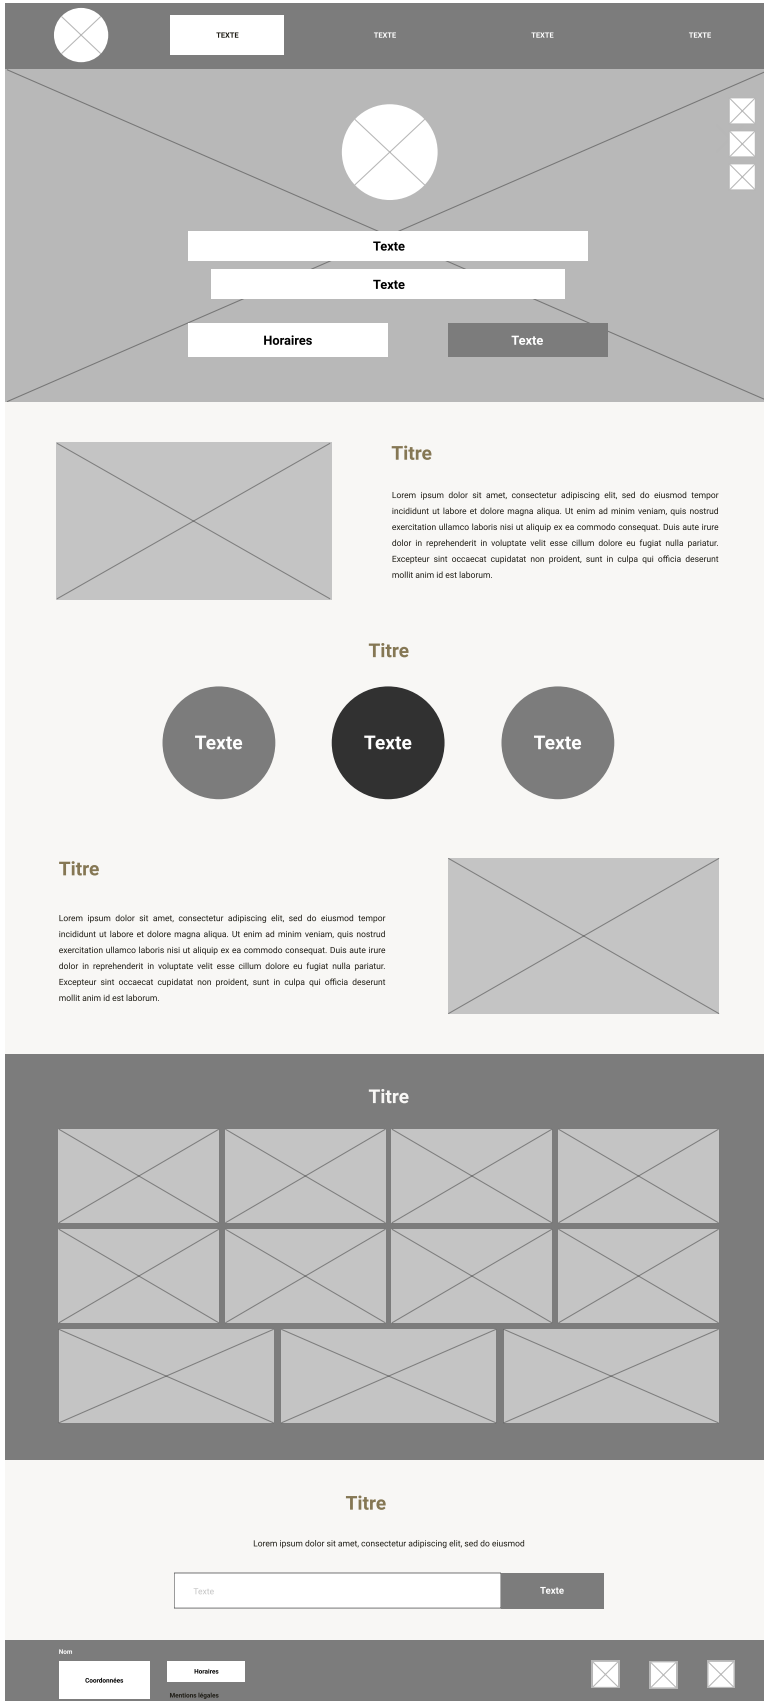 TEXTE
TEXTE
TEXTE
TEXTE
Texte
Texte
Horaires
Texte
Titre
Lorem ipsum dolor sit amet, consectetur adipiscing elit, sed do eiusmod tempor
incididunt ut labore et dolore magna aliqua. Ut enim ad minim veniam, quis nostrud
exercitation ullamco laboris nisi ut aliquip ex ea commodo consequat. Duis aute irure
dolor in reprehenderit in voluptate velit esse cillum dolore eu fugiat nulla pariatur.
Excepteur sint occaecat cupidatat non proident, sunt in culpa qui officia deserunt
mollit anim id est laborum.
Titre
Texte
Texte
Texte
Titre
Lorem ipsum dolor sit amet, consectetur adipiscing elit, sed do eiusmod tempor
incididunt ut labore et dolore magna aliqua. Ut enim ad minim veniam, quis nostrud
exercitation ullamco laboris nisi ut aliquip ex ea commodo consequat. Duis aute irure
dolor in reprehenderit in voluptate velit esse cillum dolore eu fugiat nulla pariatur.
Excepteur sint occaecat cupidatat non proident, sunt in culpa qui officia deserunt
mollit anim id est laborum.
Titre
Titre
Lorem ipsum dolor sit amet, consectetur adipiscing elit, sed do eiusmod
Texte
Texte
Nom
Coordonnées
Horaires
Mentions légales